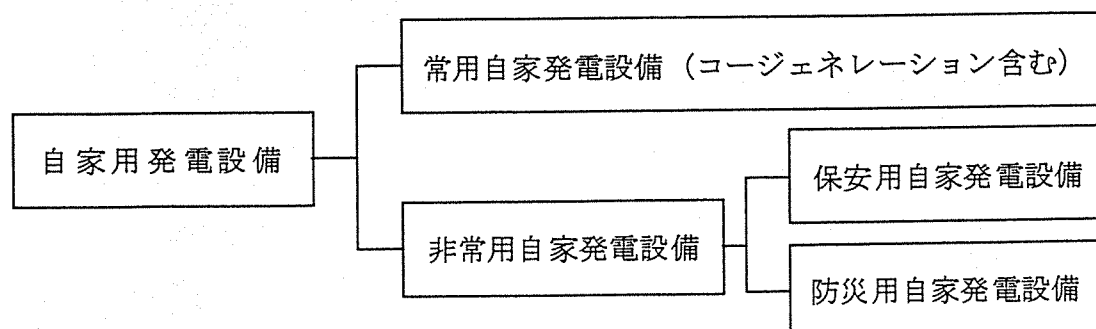 常用自家発電設備（コージェネレーション含む）
自家用発電設備
保安用自家発電設備
非常用自家発電設備
防災用自家発電設備